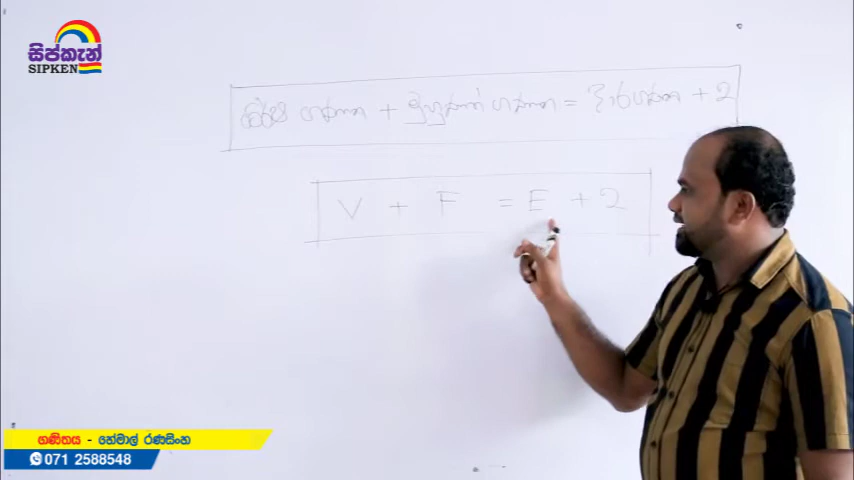 සිප්කැන්
SIPKEN
ශීර්ෂ ගණන + මුහුණත් ගණන = දාර ගණන + 2
V + F = E + 2
ගණිතය - හේමාල් රණසිංහ
071 2588548